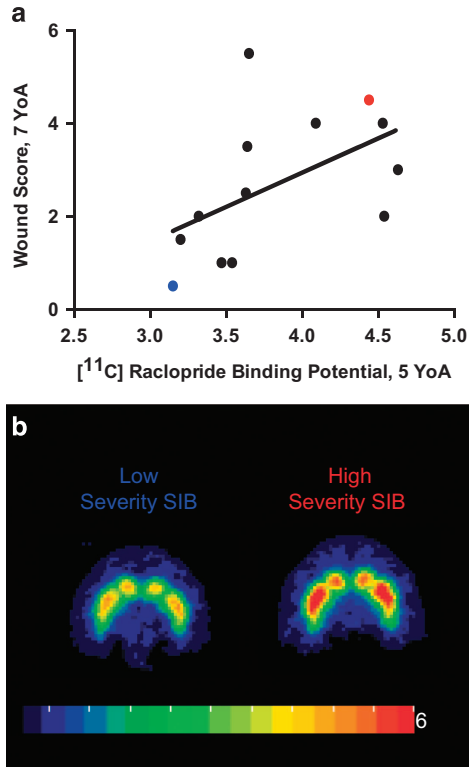 a
6
4
2
0
Wound Score, 7 YoA
2.5 3.0 3.5 4.0 4.5 5.0
[11C] Raclopride Binding Potential, 5 YoA
b
Low
Severity SIB
High
Severity SIB
6